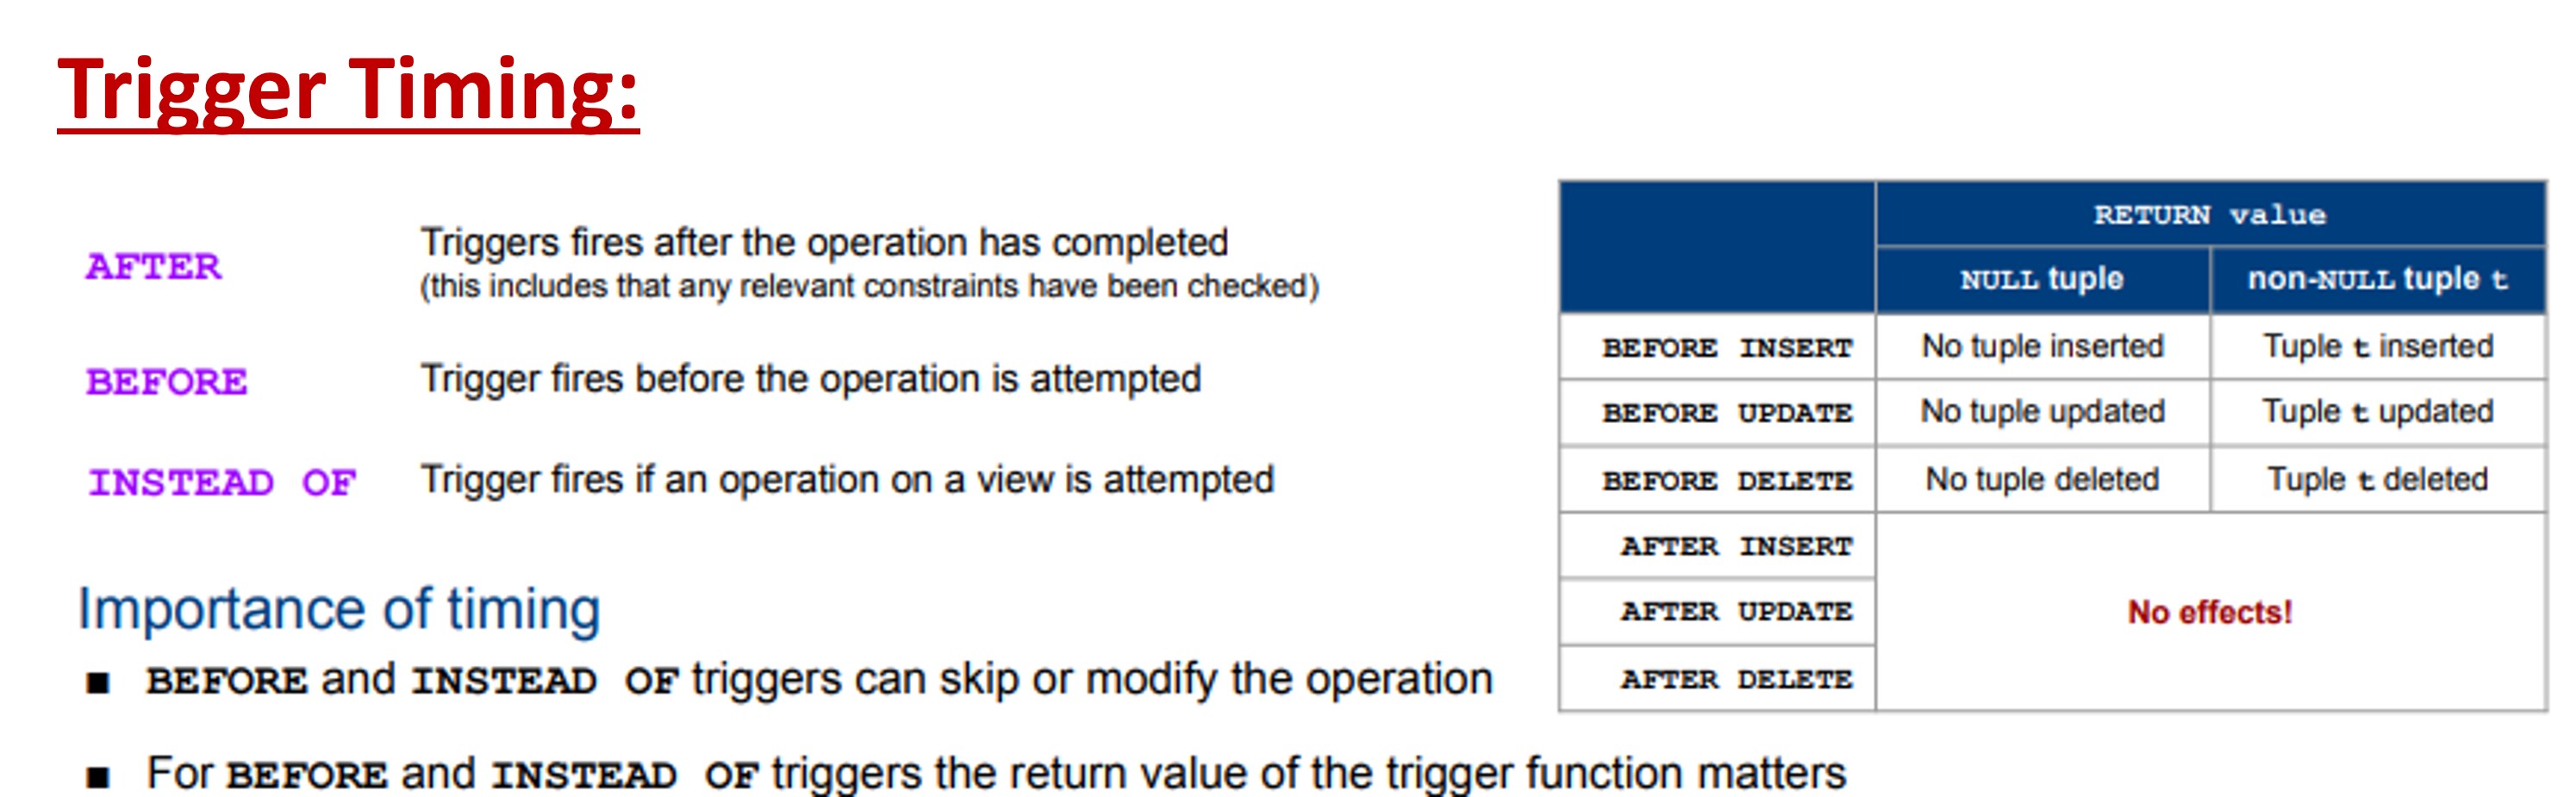 Trigger Timing:
AFTER Triggers fires after the operation has completed
(this includes that any relevant constraints have been checked)
BEFORE Trigger fires before the operation is attempted
INSTEAD OF Trigger fires if an operation on a view is attempted
Importance of timing
■ BEFORE and INSTEAD OF triggers can skip or modify the operation
■ For BEFORE and INSTEAD OF triggers the return value of the trigger function matters
RETURN value
NULL tuple non-NULL tuple t
BEFORE INSERT No tuple inserted Tuple t inserted
BEFORE UPDATE No tuple updated Tuple t updated
BEFORE DELETE No tuple deleted Tuple t deleted
AFTER INSERT
AFTER UPDATE No effects!
AFTER DELETE